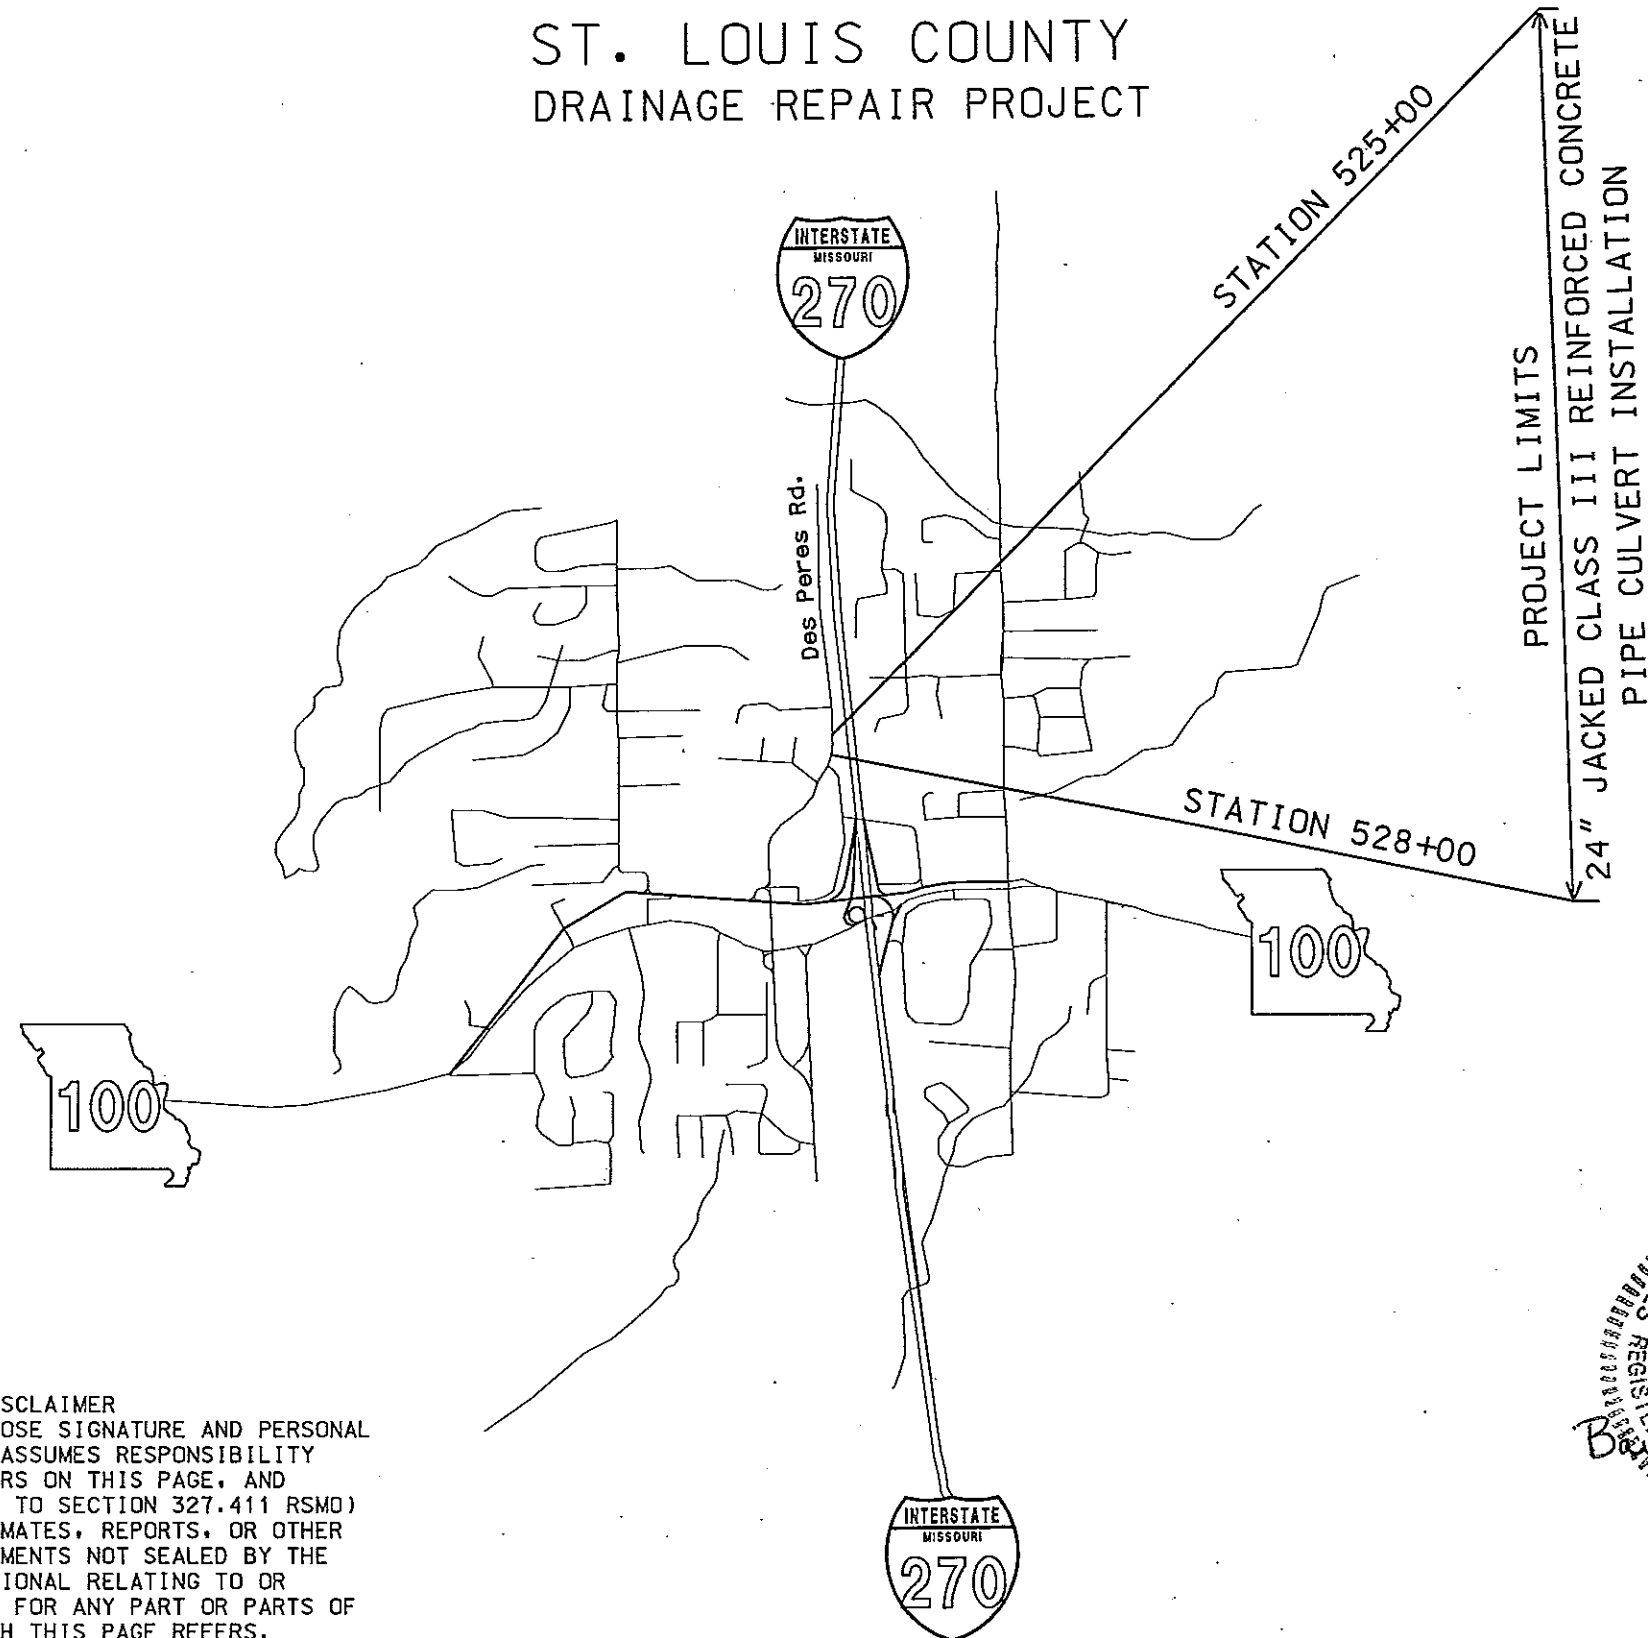 ST. LOUIS COUNTY
DRAINAGE REPAIR PROJECT
INTERSTATE
MISSOURI
270
STATION 525+00
PROJECT LIMITS
24" JACKED CLASS III REINFORCED CONCRETE
PIPE CULVERT INSTALLATION
Des Peres Rd.
STATION 528+00
100
100
SCLAIMER
OSE SIGNATURE AND PERSONAL
ASSUMES RESPONSIBILITY
RS ON THIS PAGE, AND
TO SECTION 327.411 RSMO)
MATES, REPORTS, OR OTHER
MENTS NOT SEALED BY THE
IONAL RELATING TO OR
FOR ANY PART OR PARTS OF
H THIS PAGE REFERS.
INTERSTATE
MISSOURI
270